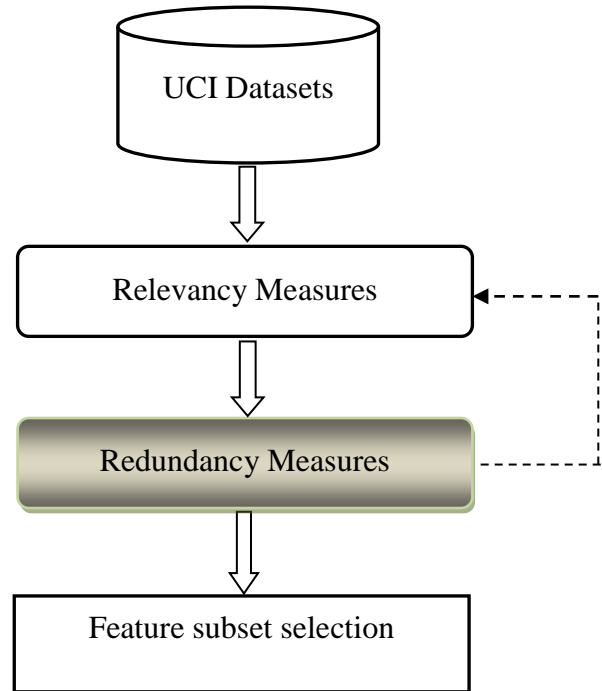 UCI Datasets
Relevancy Measures
Redundancy Measures
Feature subset selection